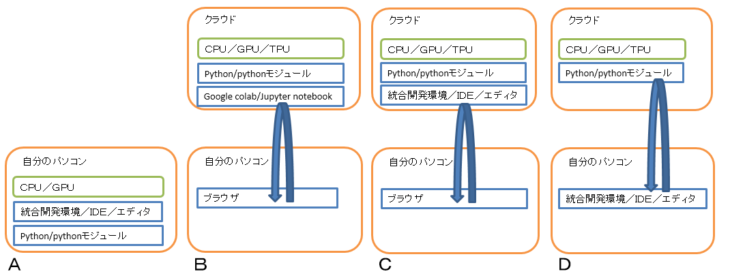 クラウド
CPU/GPU/TPU
Python/pythonモジュール
Google colab/Jupyter notebook
クラウド
CPU/GPU/TPU
Python/pythonモジュール
統合開発環境/IDE/エディタ
クラウド
CPU/GPU/TPU
Python/pythonモジュール
自分のパソコン
CPU/GPU
統合開発環境/IDE/エディタ
Python/pythonモジュール
A
自分のパソコン
ブラウザ
B
自分のパソコン
ブラウザ
C
自分のパソコン
統合開発環境/IDE/エディタ
D